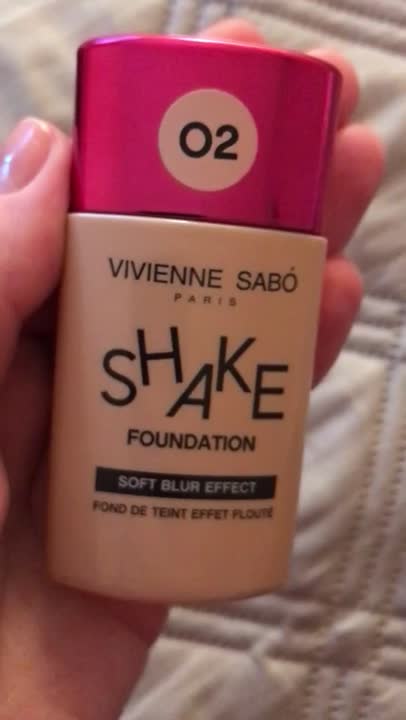 02
VIVIENNE SABÓ
PARIS
SHAKE
FOUNDATION
SOFT BLUR EFFECT
FOND DE TEINT EFFET FLOUTÉ